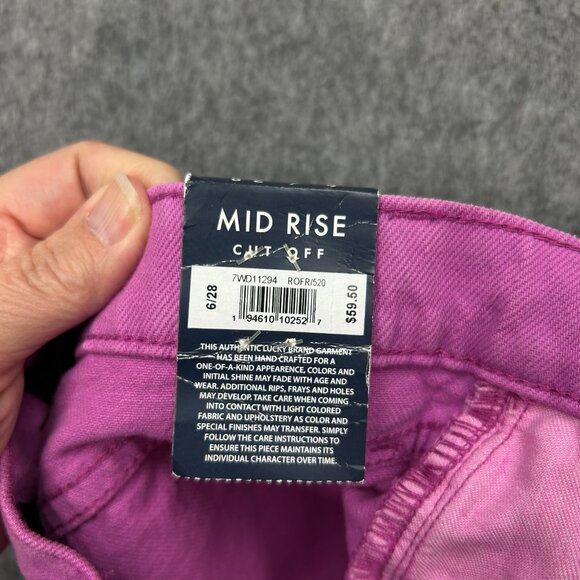 MID RISE
CUT OFF
7WD11294 ROFR/520
6/28
1 94610 10252 7
$59.50
THIS AUTHENTIC LUCKY BRAND GARMENT
HAS BEEN HAND CRAFTED FOR A
ONE-OF-A-KIND APPEARENCE, COLORS AND
INITIAL SHINE MAY FADE WITH AGE AND
WEAR. ADDITIONAL RIPS, FRAYS AND HOLES
MAY DEVELOP. TAKE CARE WHEN COMING
INTO CONTACT WITH LIGHT COLORED
FABRIC AND UPHOLSTERY AS COLOR AND
SPECIAL FINISHES MAY TRANSFER. SIMPLY
FOLLOW THE CARE INSTRUCTIONS TO
ENSURE THIS PIECE MAINTAINS ITS
INDIVIDUAL CHARACTER OVER TIME.